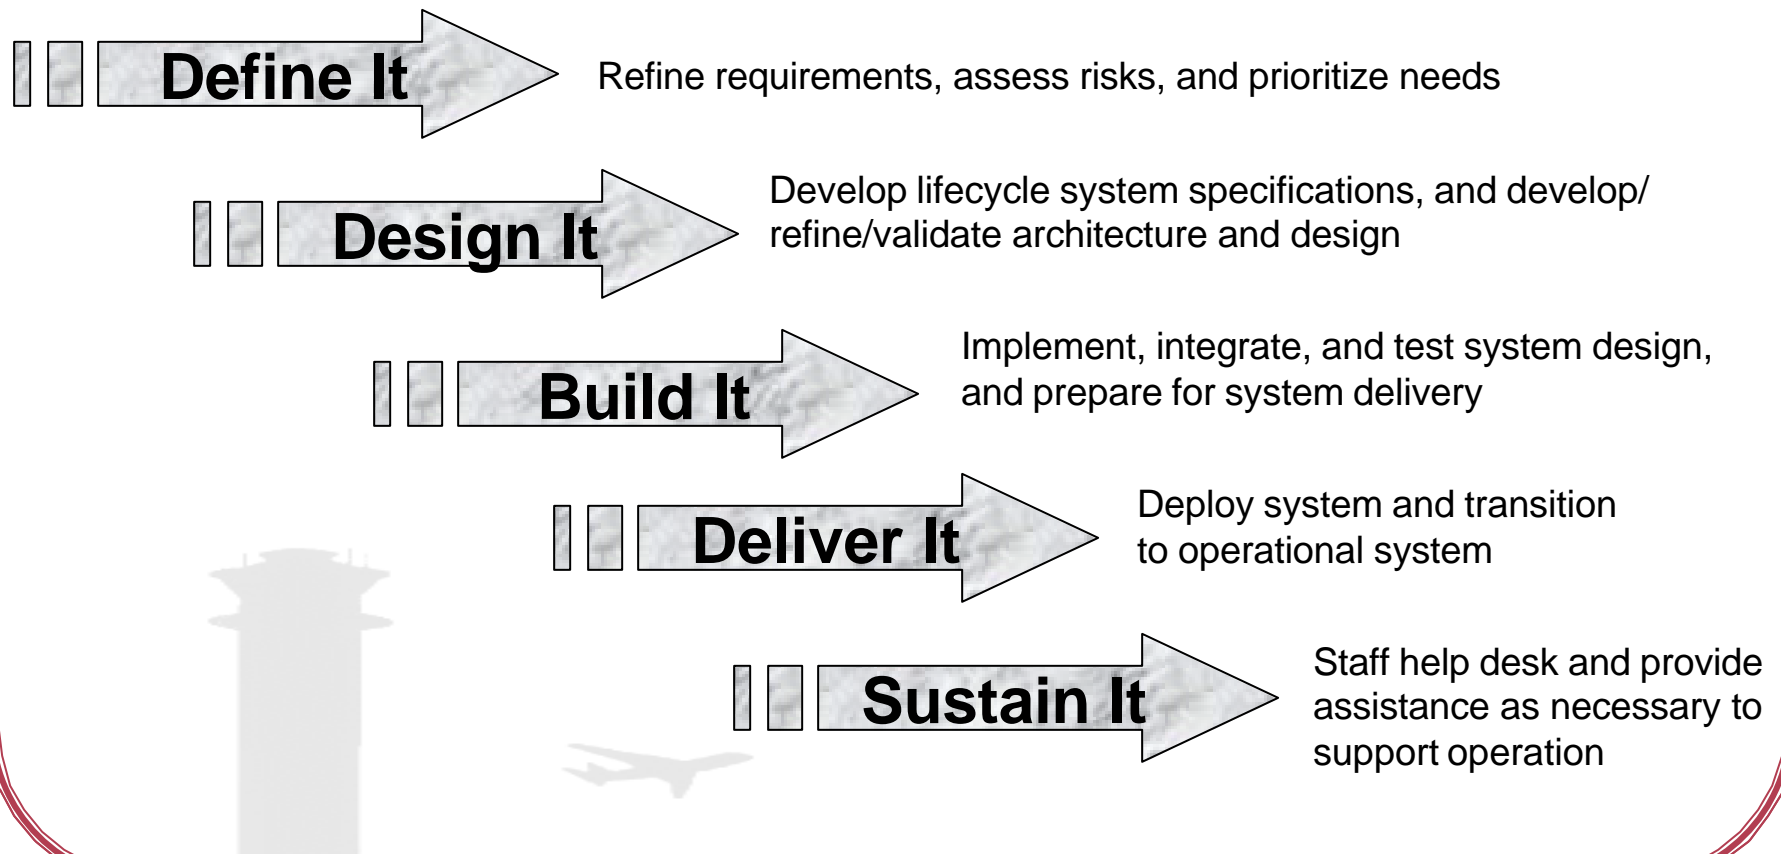 Define It
Refine requirements, assess risks, and prioritize needs
Design It
Develop lifecycle system specifications, and develop/
refine/validate architecture and design
Build It
Implement, integrate, and test system design,
and prepare for system delivery
Deliver It
Deploy system and transition
to operational system
Sustain It
Staff help desk and provide
assistance as necessary to
support operation